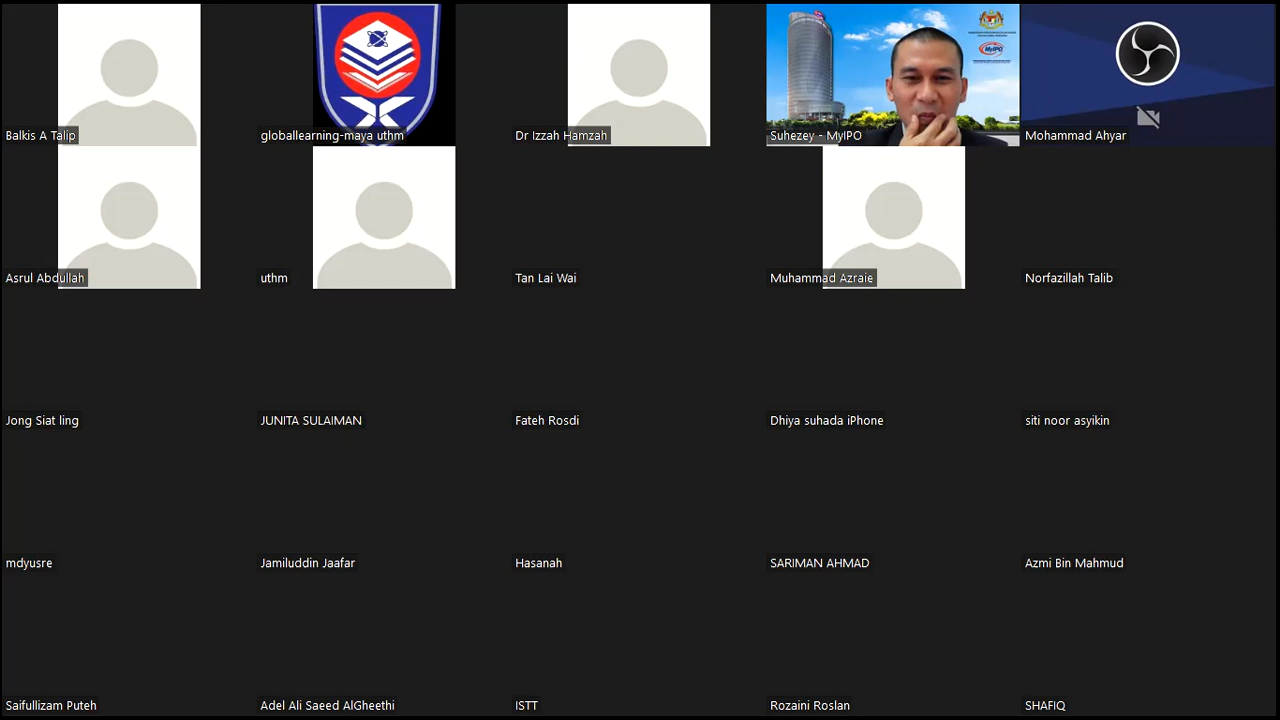 Balkis A Talip
globallearning-maya uthm
Dr Izzah Hamzah
MyIPO
Suhezey - MyIPO
Mohammad Ahyar
Asrul Abdullah
uthm
Tan Lai Wai
Muhammad Azraie
Norfazillah Talib
Jong Siat ling
JUNITA SULAIMAN
Fateh Rosdi
Dhiya suhada iPhone
siti noor asyikin
mdyusre
Jamiluddin Jaafar
Hasanah
SARIMAN AHMAD
Azmi Bin Mahmud
Saifullizam Puteh
Adel Ali Saeed AlGheethi
ISTT
Rozaini Roslan
SHAFIQ